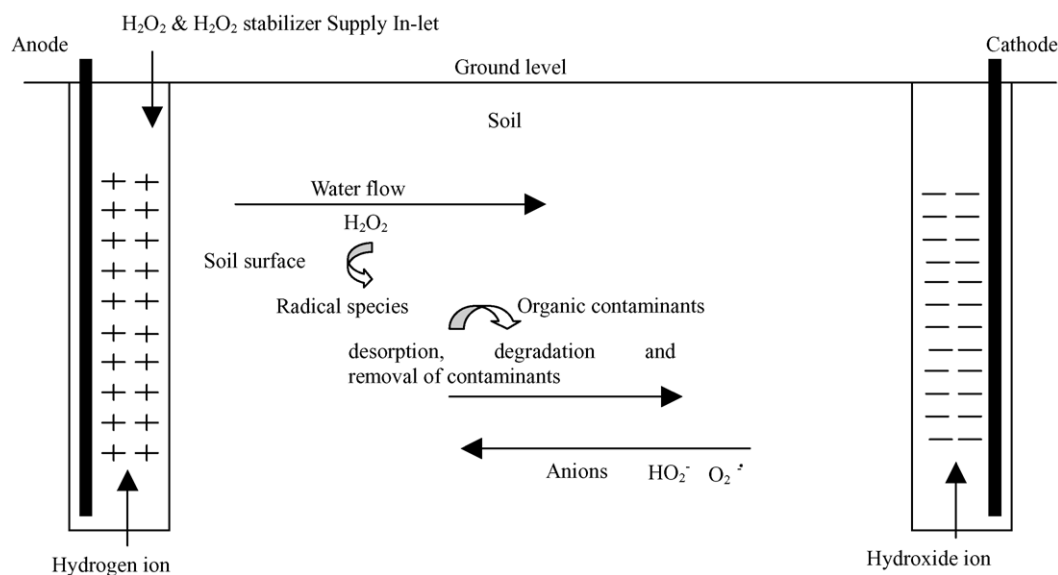 H₂O₂ & H₂O₂ stabilizer Supply In-let
Anode
Cathode
Ground level
Soil
Water flow
H₂O₂
Soil surface
Radical species
Organic contaminants
desorption, degradation and
removal of contaminants
Anions HO₂⁻ O₂⁻˙
Hydrogen ion
Hydroxide ion